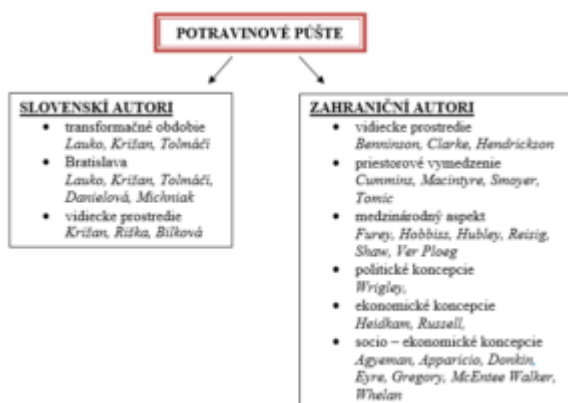 POTRAVINOVÉ PÚŠTE
SLOVENSKÍ AUTORI
• transformačné obdobie
Lauko, Križan, Tolmáči
• Bratislava
Lauko, Križan, Tolmáči,
Danielová, Michniak
• vidiecke prostredie
Križan, Riška, Bilková
ZAHRANIČNÍ AUTORI
• vidiecke prostredie
Benninson, Clarke, Hendrickson
• priestorové vymedzenie
Cummins, Macintyre, Smoyer,
Tomic
• medzinárodný aspekt
Furey, Hobbiss, Hubley, Reisig,
Shaw, Ver Ploeg
• politické koncepcie
Wrigley,
• ekonomické koncepcie
Heidkam, Russell,
• socio – ekonomické koncepcie
Agyeman, Apparicio, Donkin,
Eyre, Gregory, McEntee Walker,
Whelan